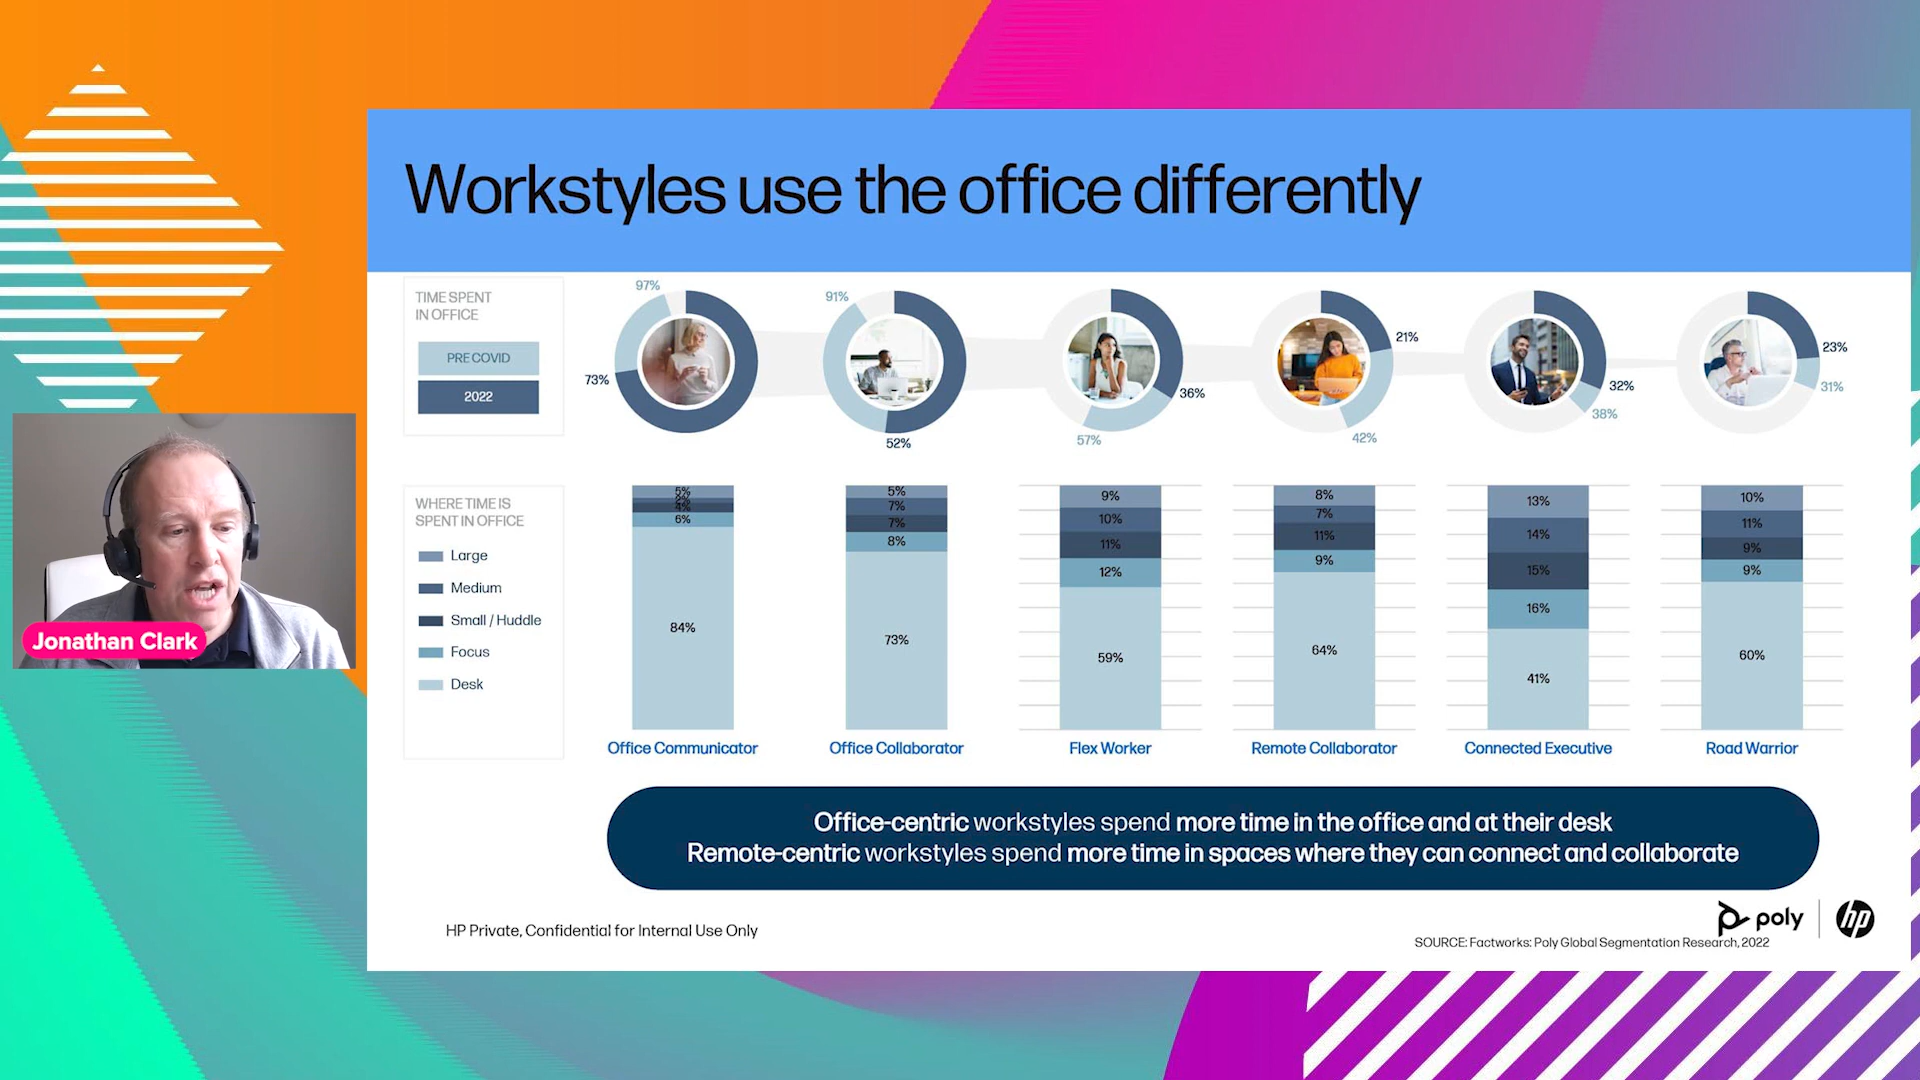 Workstyles use the office differently
TIME SPENT
IN OFFICE
PRE COVID
2022
97%
73%
91%
52%
57%
36%
21%
42%
32%
38%
23%
31%
WHERE TIME IS
SPENT IN OFFICE
Large
Medium
Small / Huddle
Focus
Desk
5%
4%
6%
84%
Office Communicator
5%
7%
7%
8%
73%
Office Collaborator
9%
10%
11%
12%
59%
Flex Worker
8%
7%
11%
9%
64%
Remote Collaborator
13%
14%
15%
16%
41%
Connected Executive
10%
11%
9%
9%
60%
Road Warrior
Jonathan Clark
Office-centric workstyles spend more time in the office and at their desk
Remote-centric workstyles spend more time in spaces where they can connect and collaborate
HP Private, Confidential for Internal Use Only
poly
hp
SOURCE: Factworks: Poly Global Segmentation Research, 2022